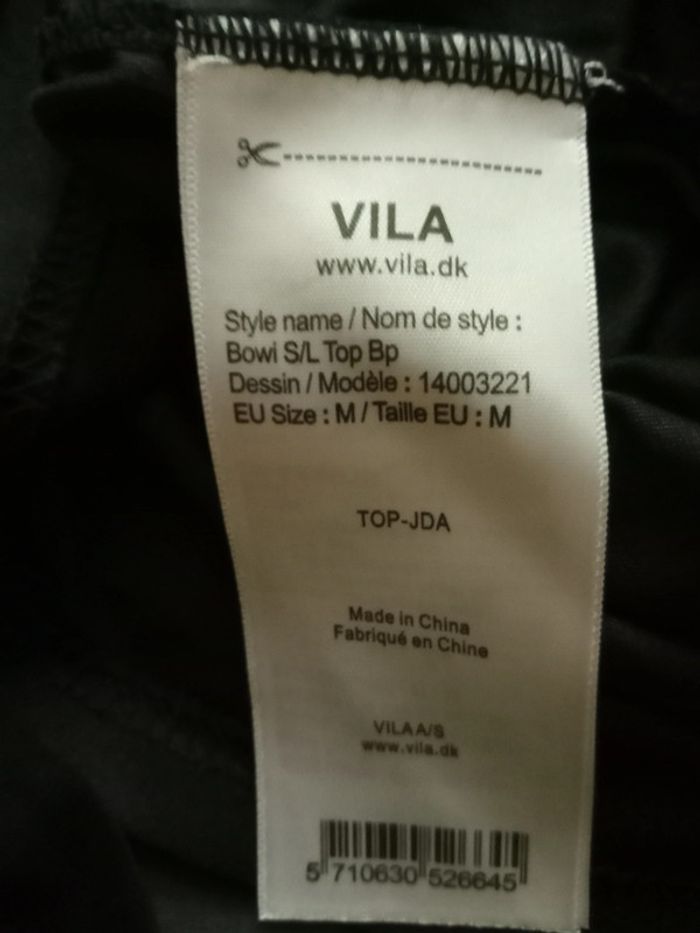 VILA
www.vila.dk
Style name / Nom de style :
Bowi S/L Top Bp
Dessin / Modèle : 14003221
EU Size : M / Taille EU : M
TOP-JDA
Made in China
Fabriqué en Chine
VILA A/S
www.vila.dk
5 710630 526645